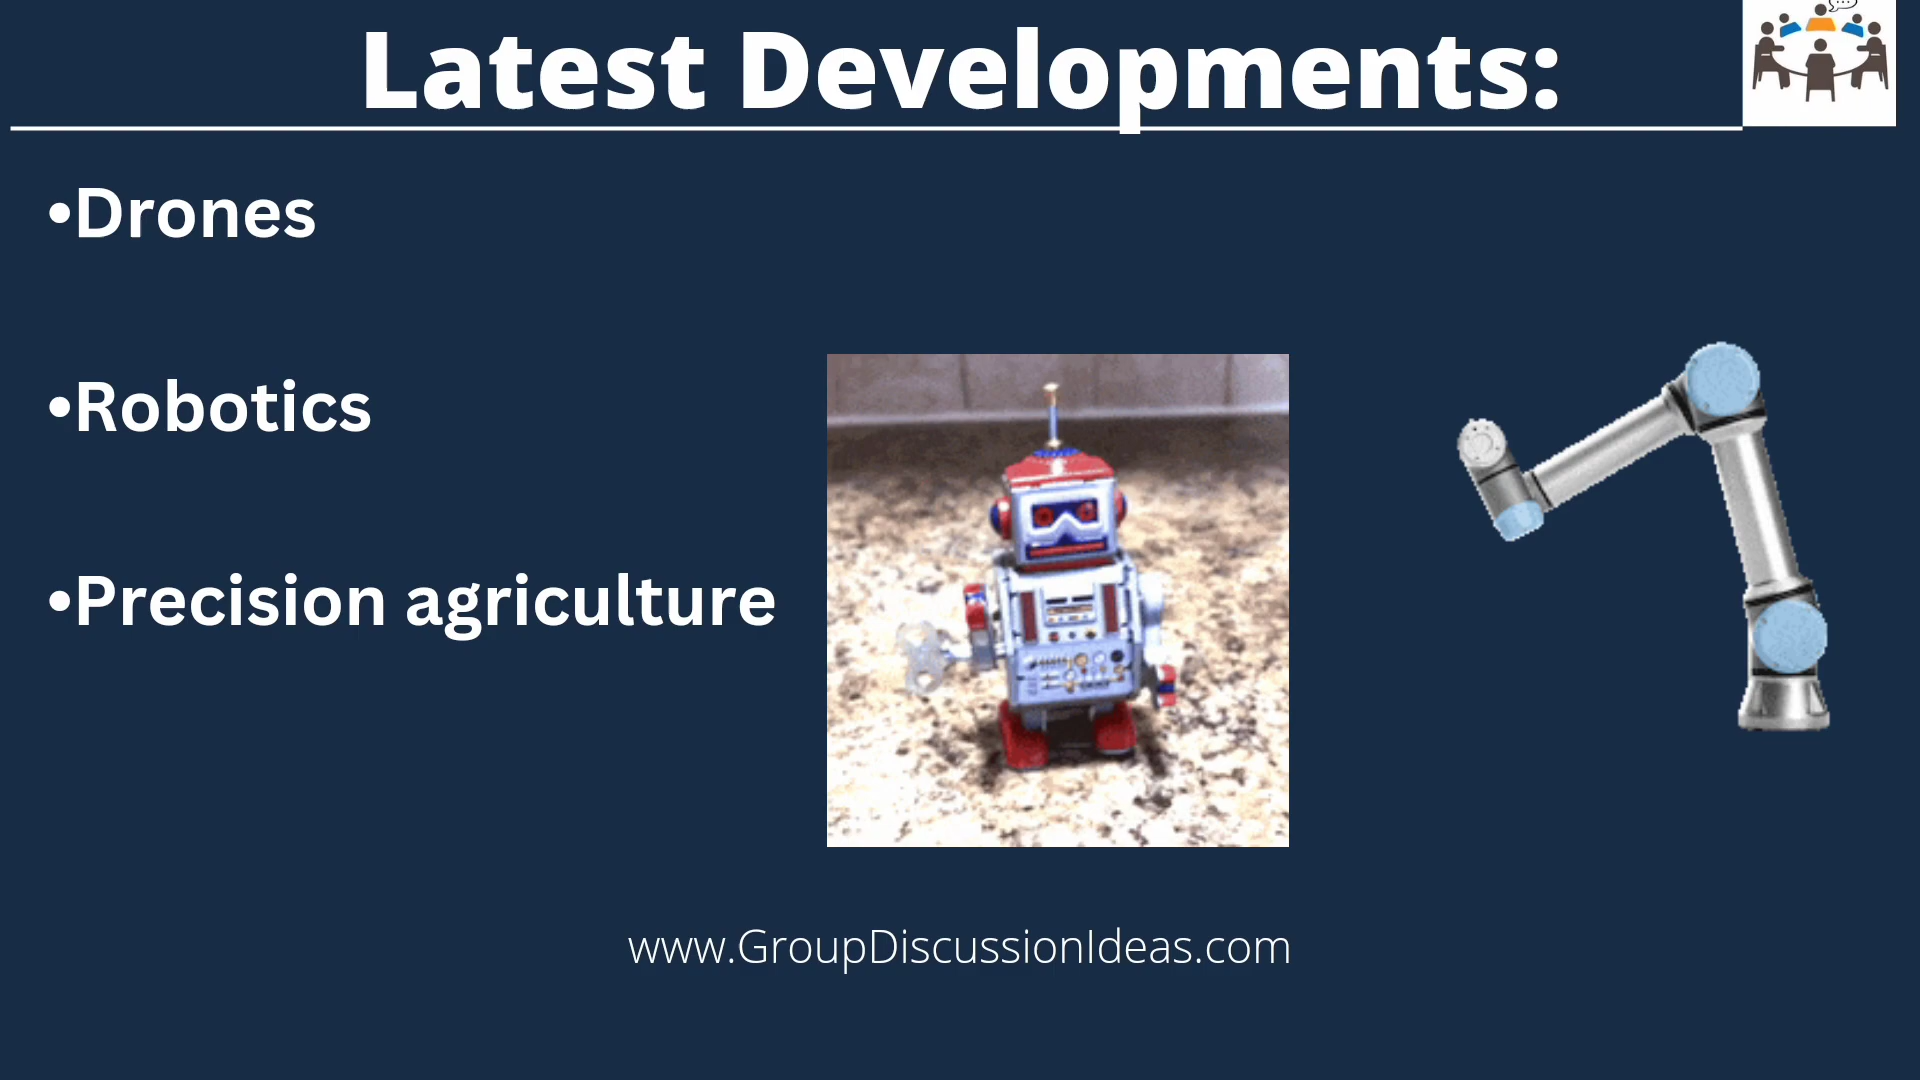 Latest Developments:
•Drones
•Robotics
•Precision agriculture
www.GroupDiscussionIdeas.com